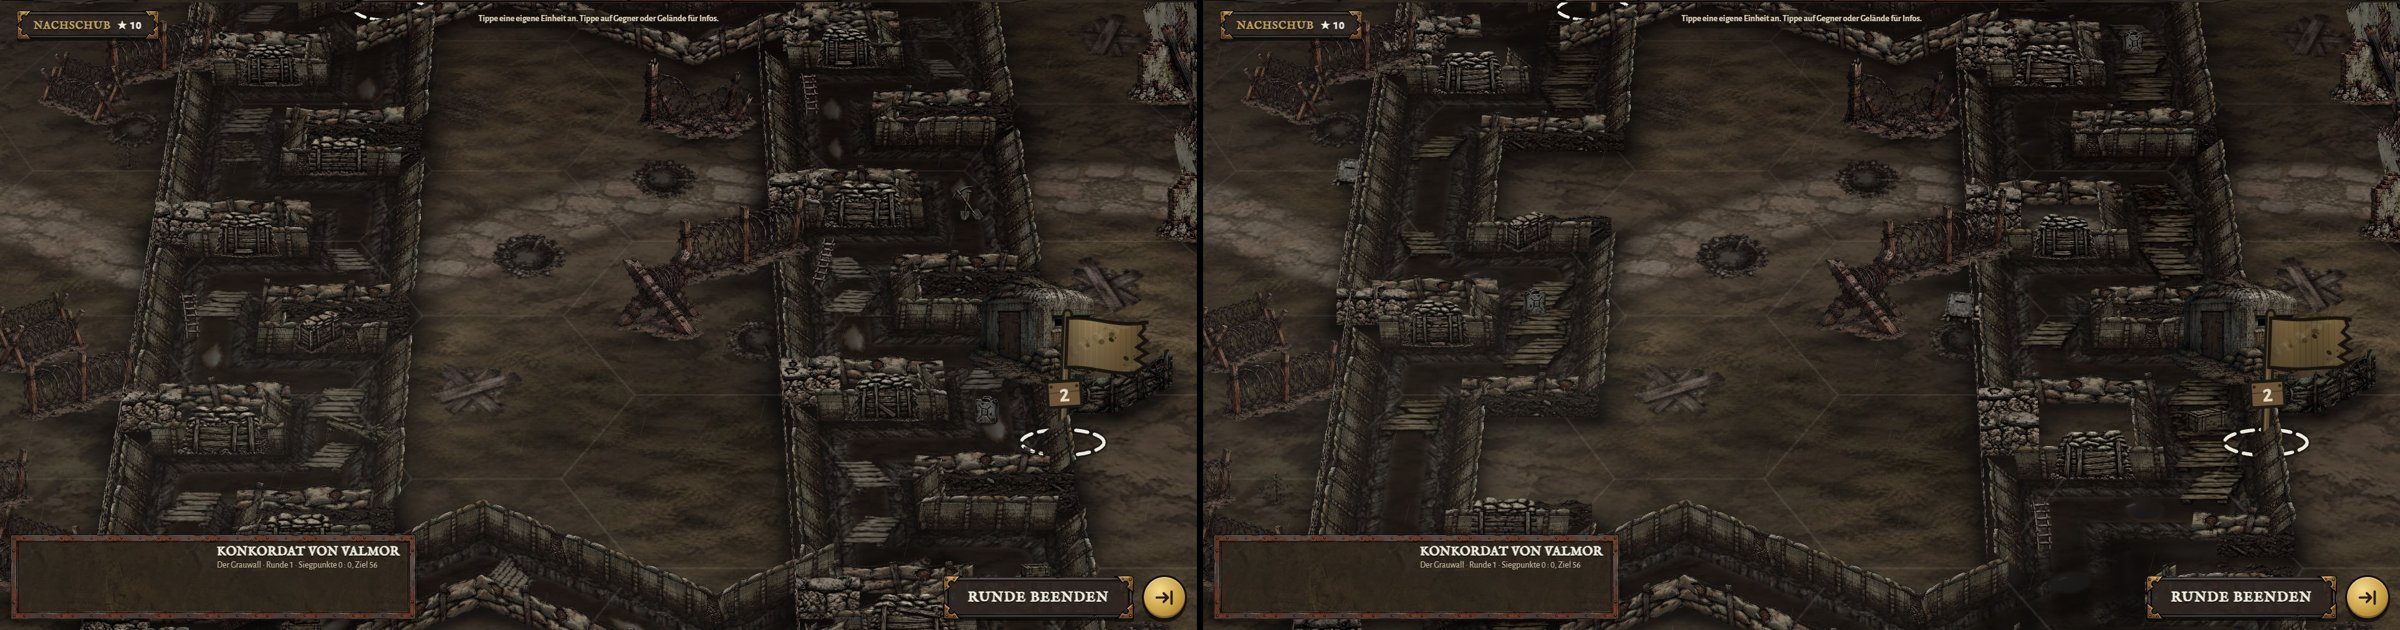 NACHSCHUB ★ 10
Tippe eine eigene Einheit an. Tippe auf Gegner oder Gelände für Infos.
2
KONKORDAT VON VALMOR
Der Grauwall · Runde 1 · Siegpunkte 0 : 0, Ziel 56
RUNDE BEENDEN
NACHSCHUB ★ 10
Tippe eine eigene Einheit an. Tippe auf Gegner oder Gelände für Infos.
2
KONKORDAT VON VALMOR
Der Grauwall · Runde 1 · Siegpunkte 0 : 0, Ziel 56
RUNDE BEENDEN